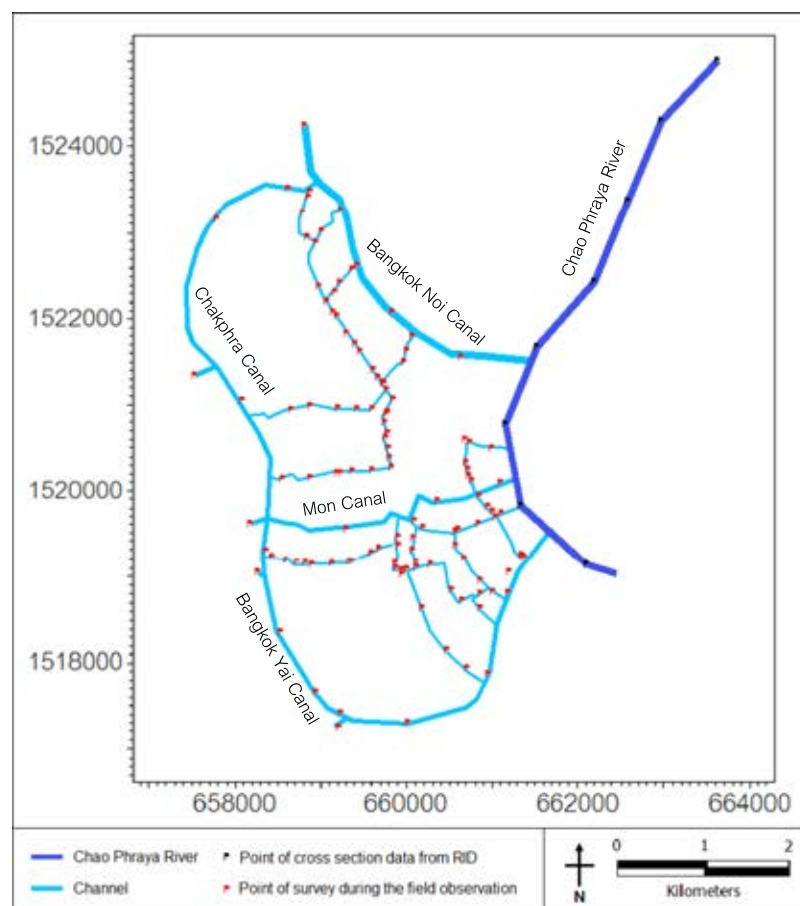 1524000
1522000
1520000
1518000
658000 660000 662000 664000
Chao Phraya River
Bangkok Noi Canal
Chakphra Canal
Mon Canal
Bangkok Yai Canal
Chao Phraya River
Point of cross section data from RID
Channel
Point of survey during the field observation
N
0 1 2
Kilometers